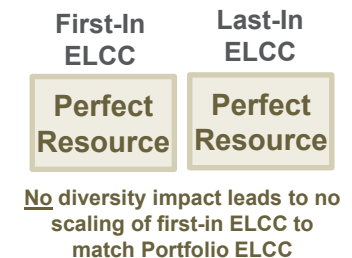 First-In
ELCC
Last-In
ELCC
Perfect
Resource
Perfect
Resource
No diversity impact leads to no
scaling of first-in ELCC to
match Portfolio ELCC